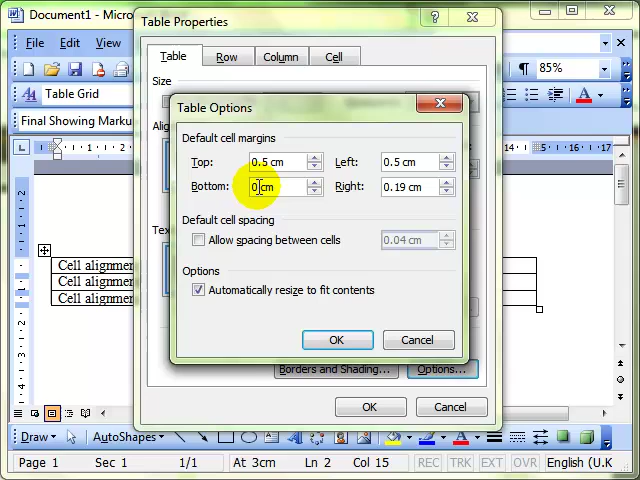 Document1 - Micros
Table Properties
?
File Edit View
Table Row Column Cell
85%
Size
Table Grid
A
Table Options
Final Showing Marku
Default cell margins
Top: 0.5 cm Left: 0.5 cm
Bottom: 0 cm Right: 0.19 cm
Default cell spacing
Allow spacing between cells 0.04 cm
Cell alignment
Cell alignment
Cell alignment
Options
Automatically resize to fit contents
OK Cancel
Borders and Shading... Options...
OK Cancel
Draw AutoShapes A
Page 1 Sec 1 1/1 At 3cm Ln 2 Col 15 REC TRK EXT OVR English (U.K